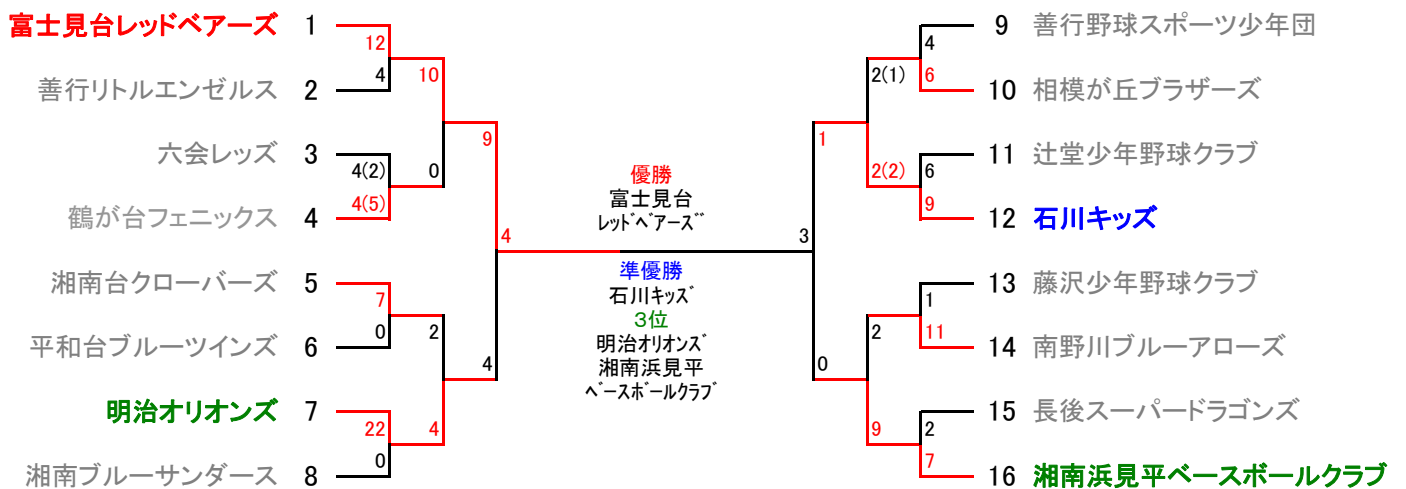 富士見台レッドベアーズ 1
12
4
善行リトルエンゼルス 2
10
六会レッズ 3
4(2)
0
4(5)
鶴が台フェニックス 4
9
湘南台クローバーズ 5
7
0
平和台ブルーツインズ 6
2
4
明治オリオンズ 7
22
4
0
湘南ブルーサンダース 8
4
優勝
富士見台
レッドベアーズ
準優勝
石川キッズ
3位
明治オリオンズ
湘南浜見平
ベースボールクラブ
3
9 善行野球スポーツ少年団
4
2(1)
6
10 相模が丘ブラザーズ
1
11 辻堂少年野球クラブ
6
2(2)
9
12 石川キッズ
13 藤沢少年野球クラブ
1
2
11
14 南野川ブルーアローズ
0
15 長後スーパードラゴンズ
2
9
7
16 湘南浜見平ベースボールクラブ